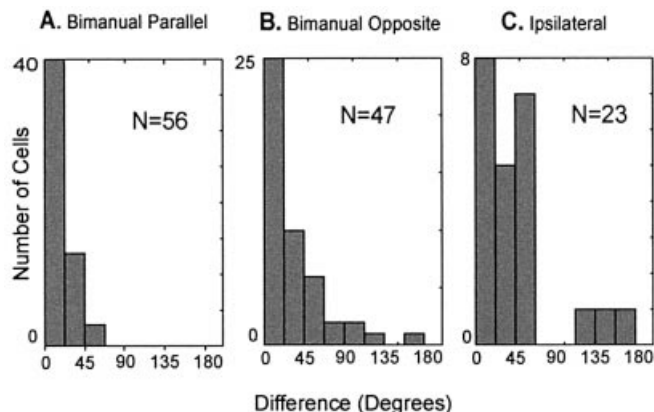 A. Bimanual Parallel
B. Bimanual Opposite
C. Ipsilateral
Number of Cells
40
0
N=56
0 45 90 135 180
25
0
N=47
0 45 90 135 180
8
0
N=23
0 45 90 135 180
Difference (Degrees)